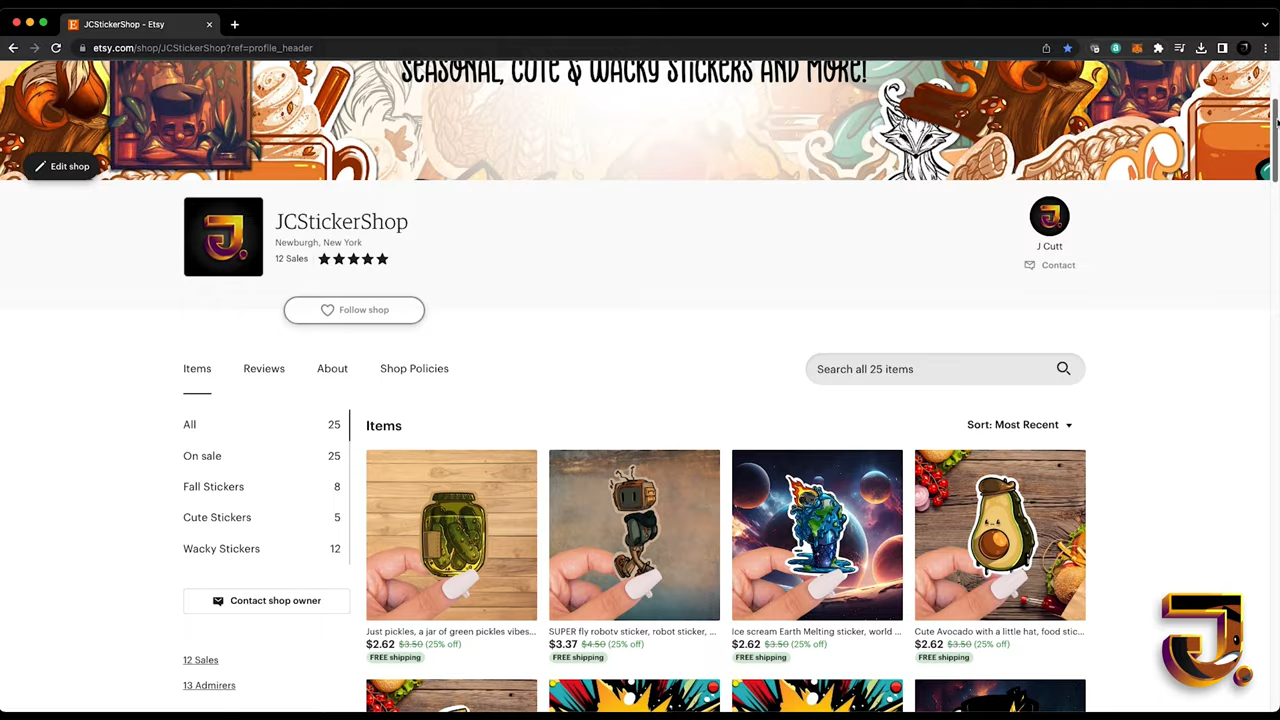 JCStickerShop - Etsy
etsy.com/shop/JCStickerShop?ref=profile_header
SEASONAL, CUTE & WACKY STICKERS AND MORE!
Edit shop
JCStickerShop
Newburgh, New York
12 Sales
J Cutt
Contact
Follow shop
Items Reviews About Shop Policies
Search all 25 items
All 25
On sale 25
Fall Stickers 8
Cute Stickers 5
Wacky Stickers 12
Contact shop owner
12 Sales
13 Admirers
Items
Sort: Most Recent
Just pickles, a jar of green pickles vibes...
$2.62 $3.50 (25% off)
FREE shipping
SUPER fly robotv sticker, robot sticker, ...
$3.37 $4.50 (25% off)
FREE shipping
Ice scream Earth Melting sticker, world ...
$2.62 $3.50 (25% off)
FREE shipping
Cute Avocado with a little hat, food stic...
$2.62 $3.50 (25% off)
FREE shipping
J.